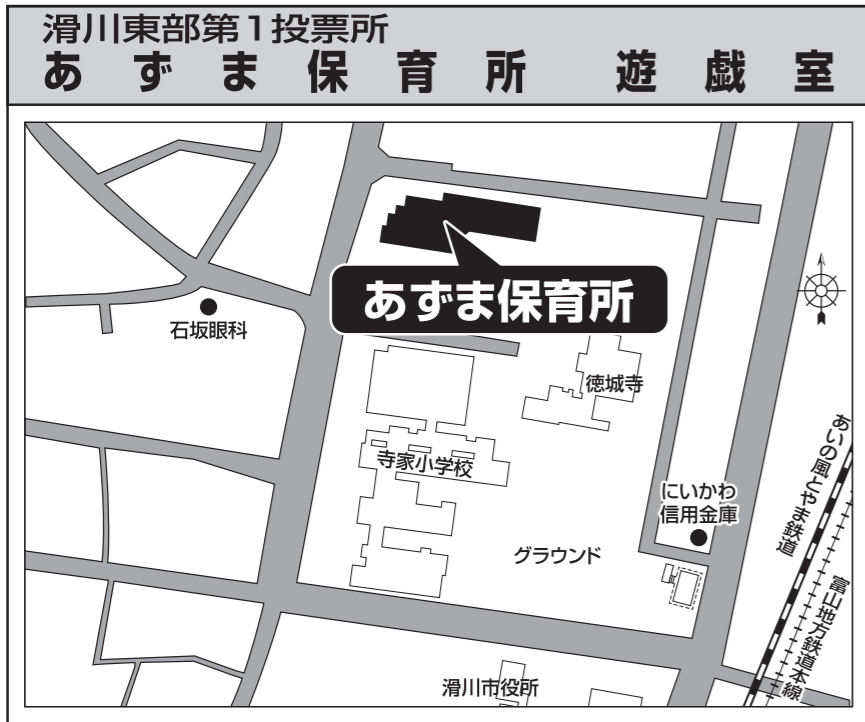 滑川東部第1投票所
あずま保育所 遊戯室
あずま保育所
石坂眼科
徳城寺
寺家小学校
にいかわ
信用金庫
グラウンド
あいの風とやま鉄道
富山地方鉄道本線
滑川市役所